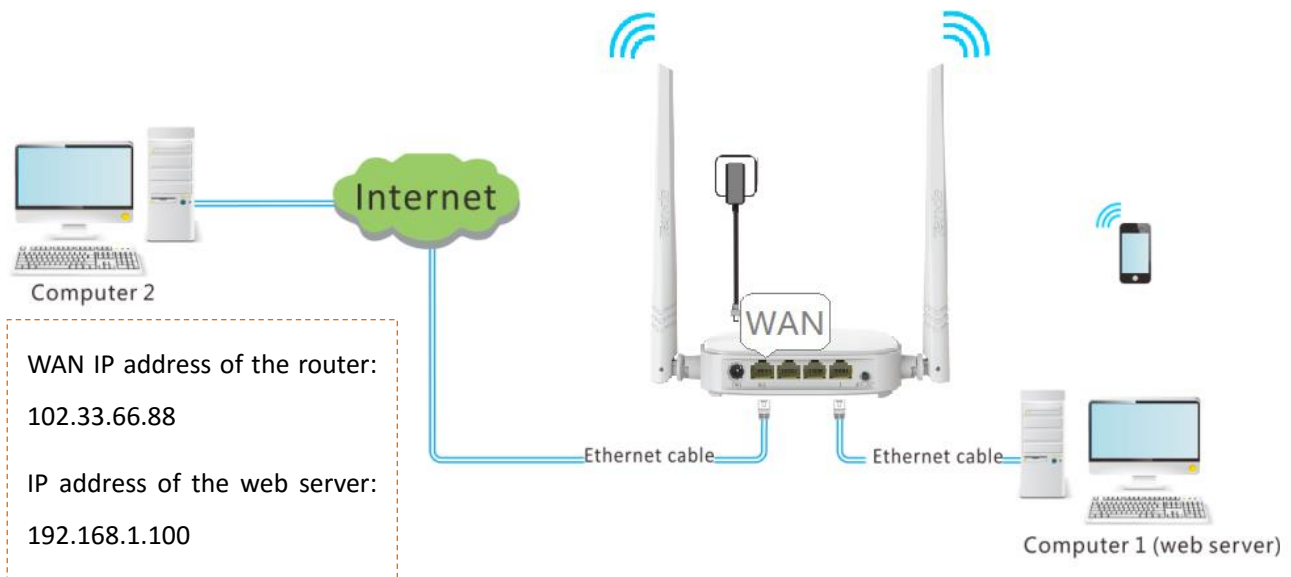 Internet
Computer 2
WAN
WAN IP address of the router:
102.33.66.88
IP address of the web server:
192.168.1.100
Ethernet cable
Ethernet cable
Computer 1 (web server)